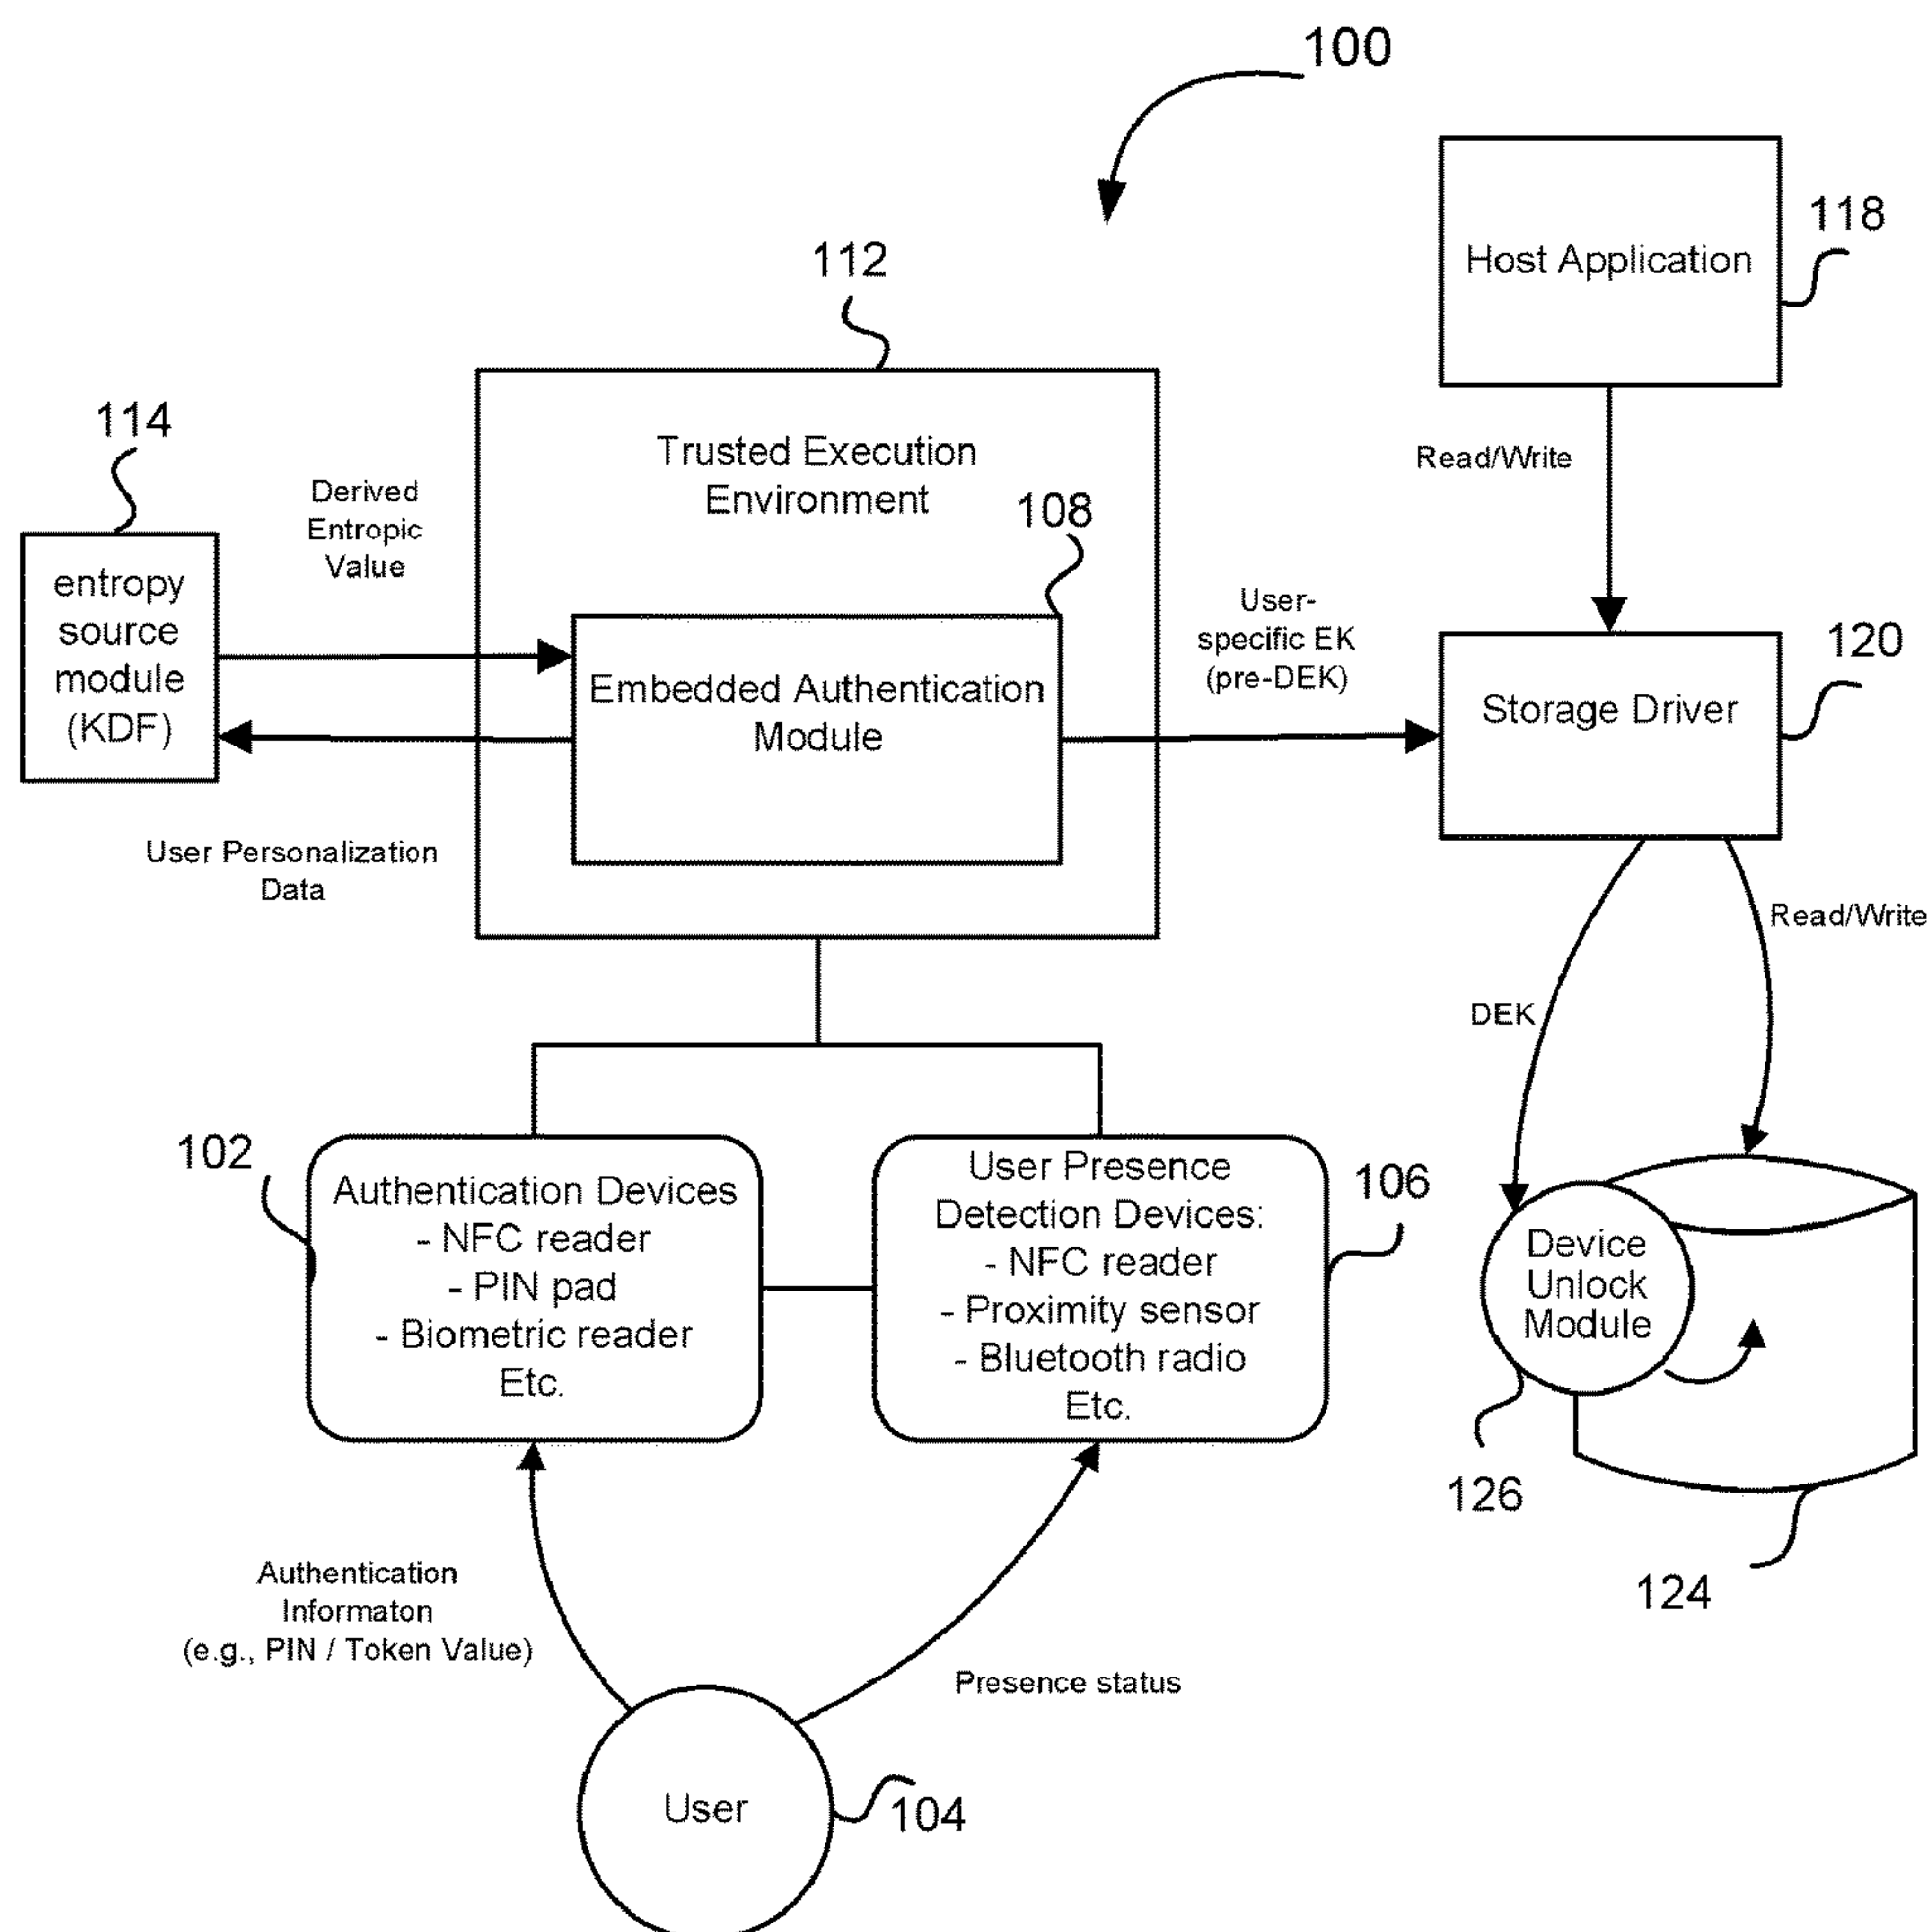 100
118
Host Application
112
114
Trusted Execution
Environment
108
Derived
Entropic
Value
Read/Write
entropy
source
module
(KDF)
User-
specific EK
(pre-DEK)
120
Embedded Authentication
Module
Storage Driver
User Personalization
Data
Read/Write
DEK
102
Authentication Devices
- NFC reader
- PIN pad
- Biometric reader
Etc.
User Presence
Detection Devices:
- NFC reader
- Proximity sensor
- Bluetooth radio
Etc.
106
Device
Unlock
Module
126
124
Authentication
Informaton
(e.g., PIN / Token Value)
Presence status
User
104